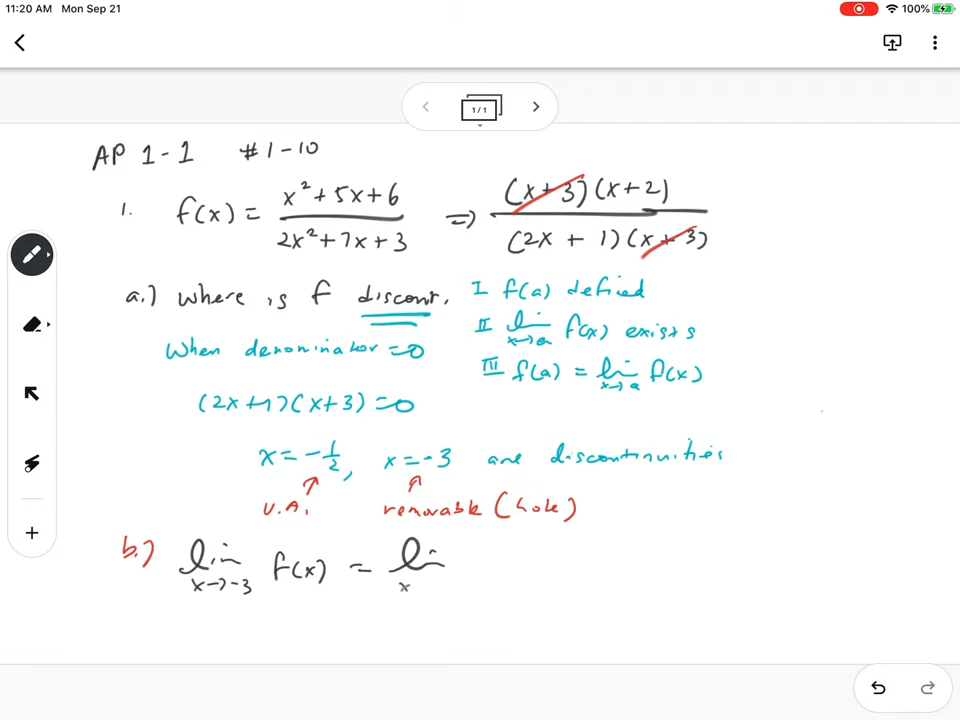 11:20 AM Mon Sep 21
100%
1/1
AP 1-1 #1-10
1. f(x) = x²+5x+6 / 2x²+7x+3 => (x+3)(x+2) / (2x+1)(x+3)
a.) Where is f discont.
I f(a) defined
II lim x→a f(x) exists
III f(a) = lim x→a f(x)
When denominator =0
(2x+1)(x+3)=0
x=-1/2, x=-3 are discontinuities
V.A. removable (hole)
b.) lim x→-3 f(x) = lim x